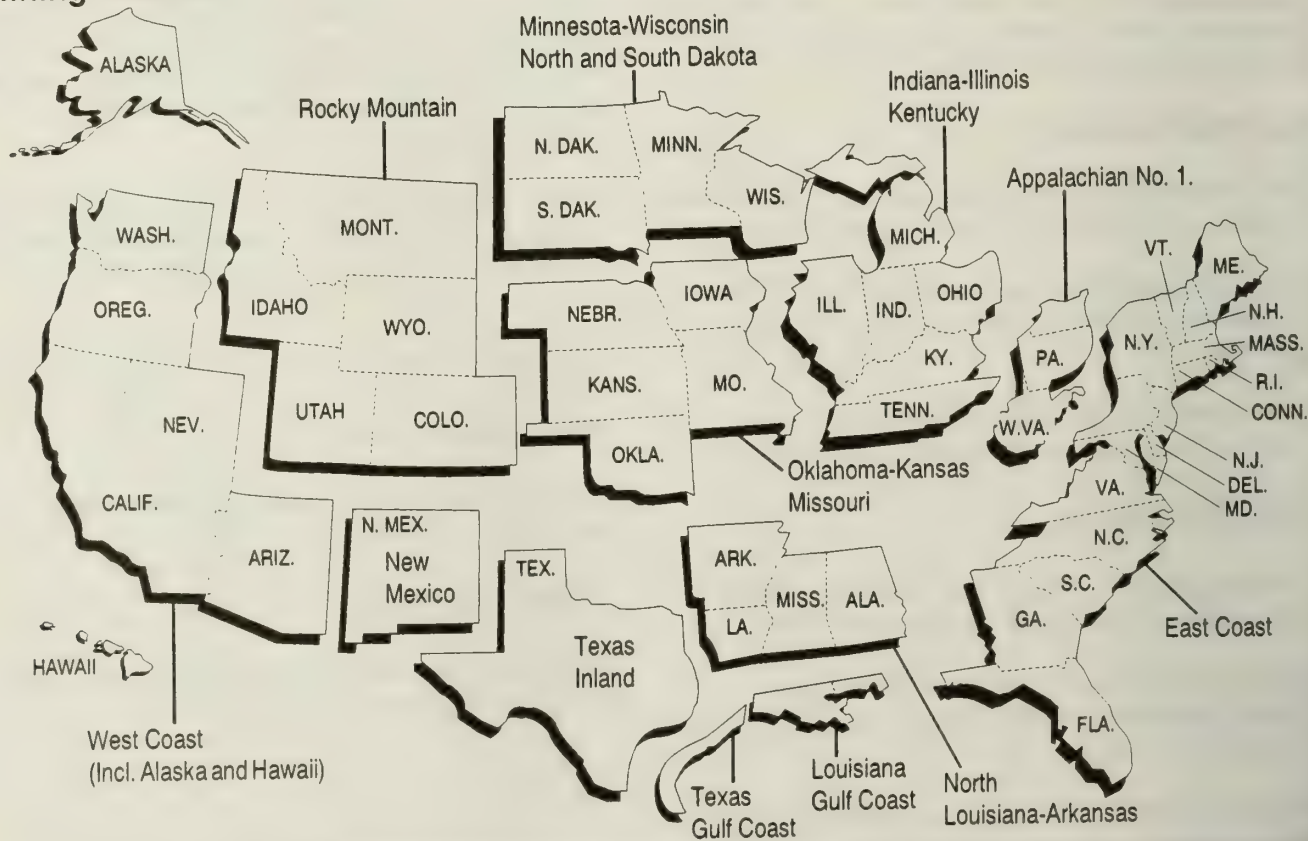 ALASKA
Minnesota-Wisconsin
North and South Dakota
Rocky Mountain
Indiana-Illinois
Kentucky
Appalachian No. 1.
N. DAK.
MINN.
S. DAK.
WIS.
MICH.
WASH.
MONT.
OREG.
IDAHO
WYO.
NEBR.
IOWA
ILL.
IND.
OHIO
VT.
ME.
N.H.
N.Y.
MASS.
PA.
R.I.
CONN.
KY.
KANS.
MO.
NEV.
UTAH
COLO.
TENN.
W.VA.
OKLA.
Oklahoma-Kansas
Missouri
N.J.
DEL.
MD.
VA.
CALIF.
ARIZ.
N. MEX.
New
Mexico
TEX.
ARK.
MISS.
ALA.
LA.
N.C.
S.C.
GA.
East Coast
HAWAII
Texas
Inland
FLA.
West Coast
(Incl. Alaska and Hawaii)
Texas
Gulf Coast
Louisiana
Gulf Coast
North
Louisiana-Arkansas